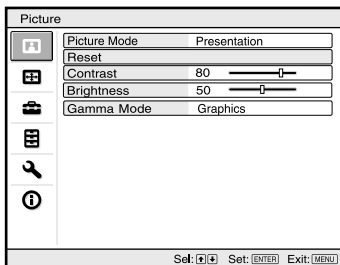 Picture
Picture Mode Presentation
Reset
Contrast 80
Brightness 50
Gamma Mode Graphics
Sel: Set: ENTER Exit: MENU